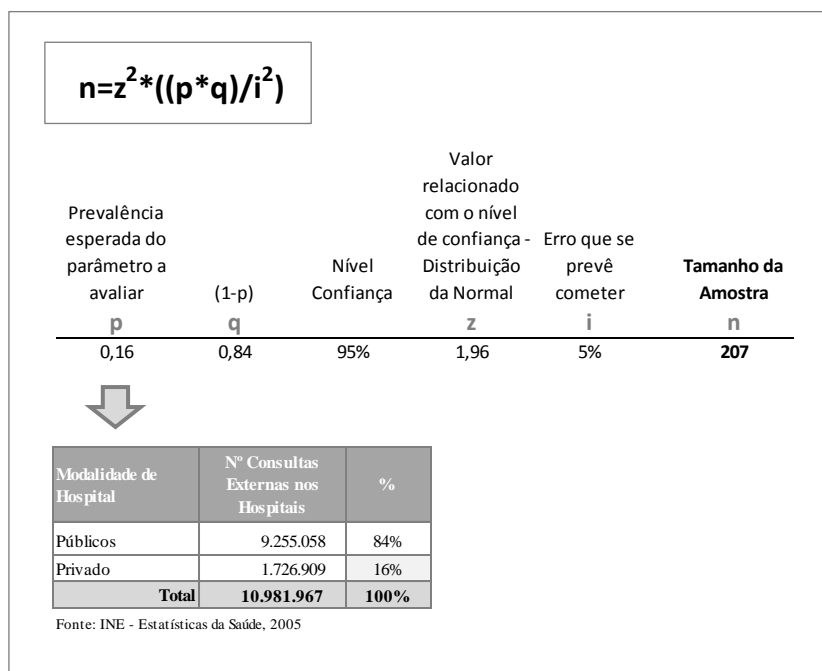 n=z²*((p*q)/i²)
Valor
relacionado
Prevalência com o nível
esperada do de confiança - Erro que se
parâmetro a Nível Distribuição prevê Tamanho da
avaliar (1-p) Confiança da Normal cometer Amostra
p q z i n
0,16 0,84 95% 1,96 5% 207
Modalidade de Hospital Nº Consultas Externas nos Hospitais %
Públicos 9.255.058 84%
Privado 1.726.909 16%
Total 10.981.967 100%
Fonte: INE - Estatísticas da Saúde, 2005